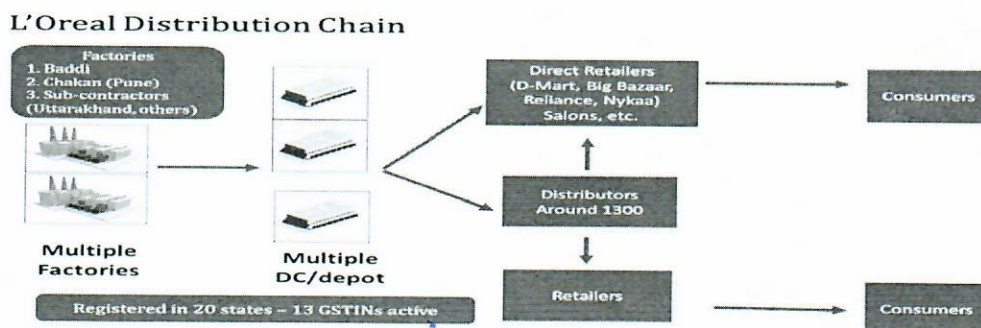 L'Oreal Distribution Chain
Factories
1. Baddi
2. Chakan (Pune)
3. Sub-contractors
(Uttarakhand, others)
Multiple
Factories
Multiple
DC/depot
Direct Retailers
(D-Mart, Big Bazaar,
Reliance, Nykaa)
Salons, etc.
Distributors
Around 1300
Retailers
Consumers
Consumers
Registered in 20 states – 13 GSTINs active